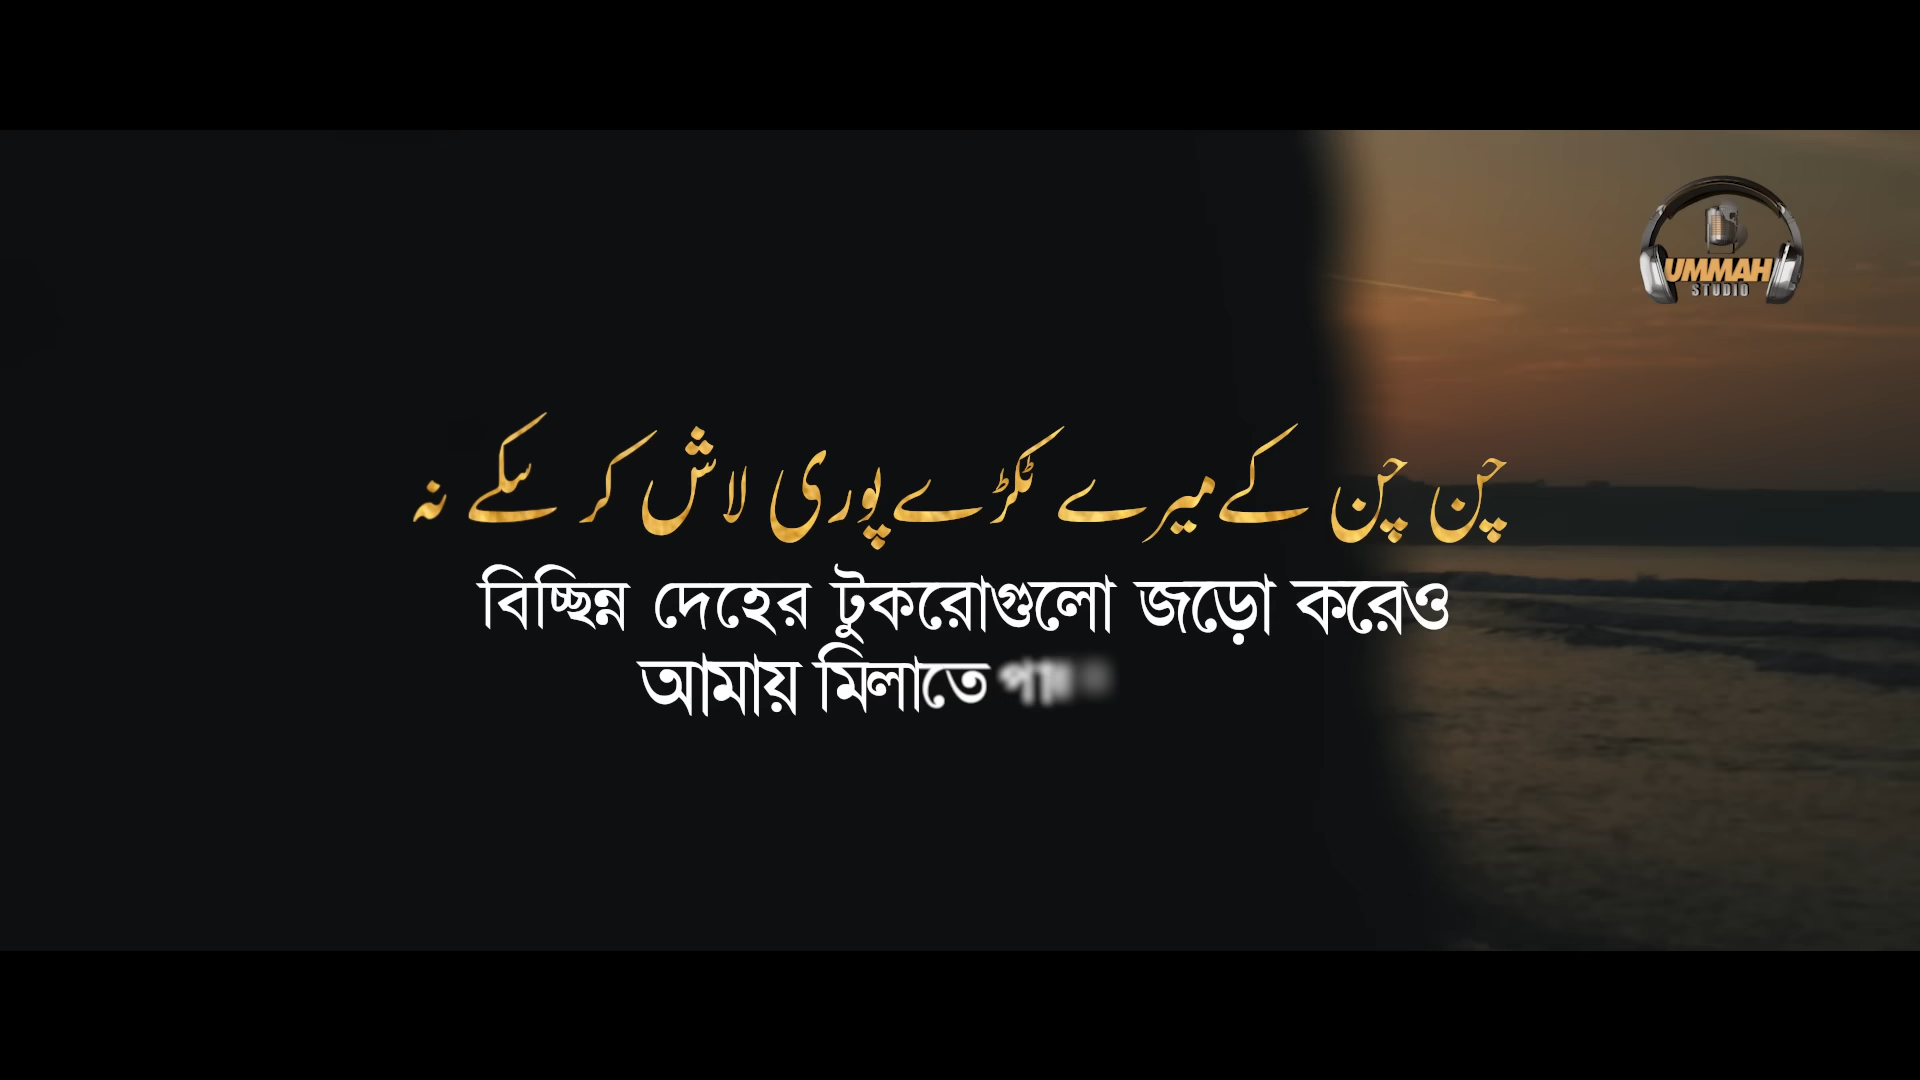 UMMAH
STUDIO
چن چن کے میرے ٹکڑے پوری لاش کر سکے نہ
বিচ্ছিন্ন দেহের টুকরোগুলো জড়ো করেও
আমায় মিলাতে